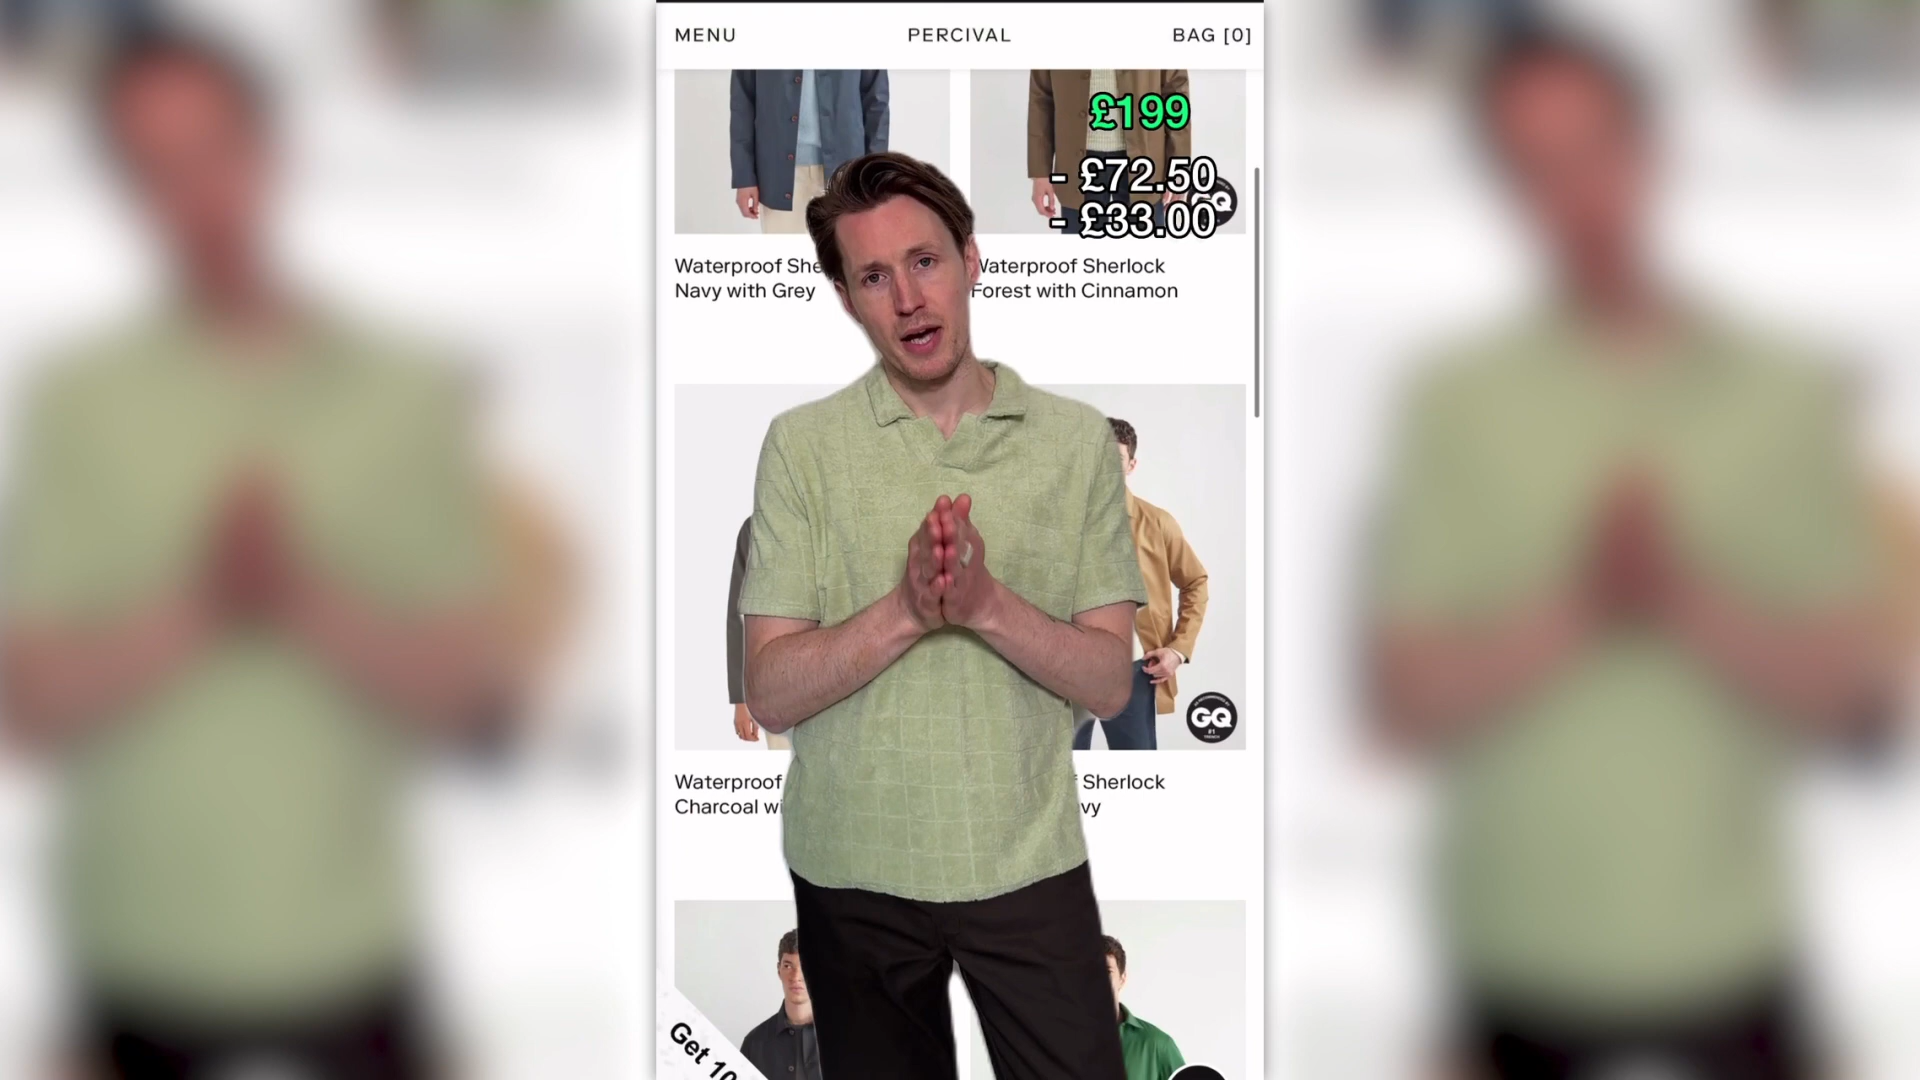 MENU
PERCIVAL
BAG [0]
£199
- £72.50
- £33.00
GQ
Waterproof She
Navy with Grey
Waterproof Sherlock
Forest with Cinnamon
GQ
#1
Waterproof
Charcoal wi
Sherlock
vy
Get 10